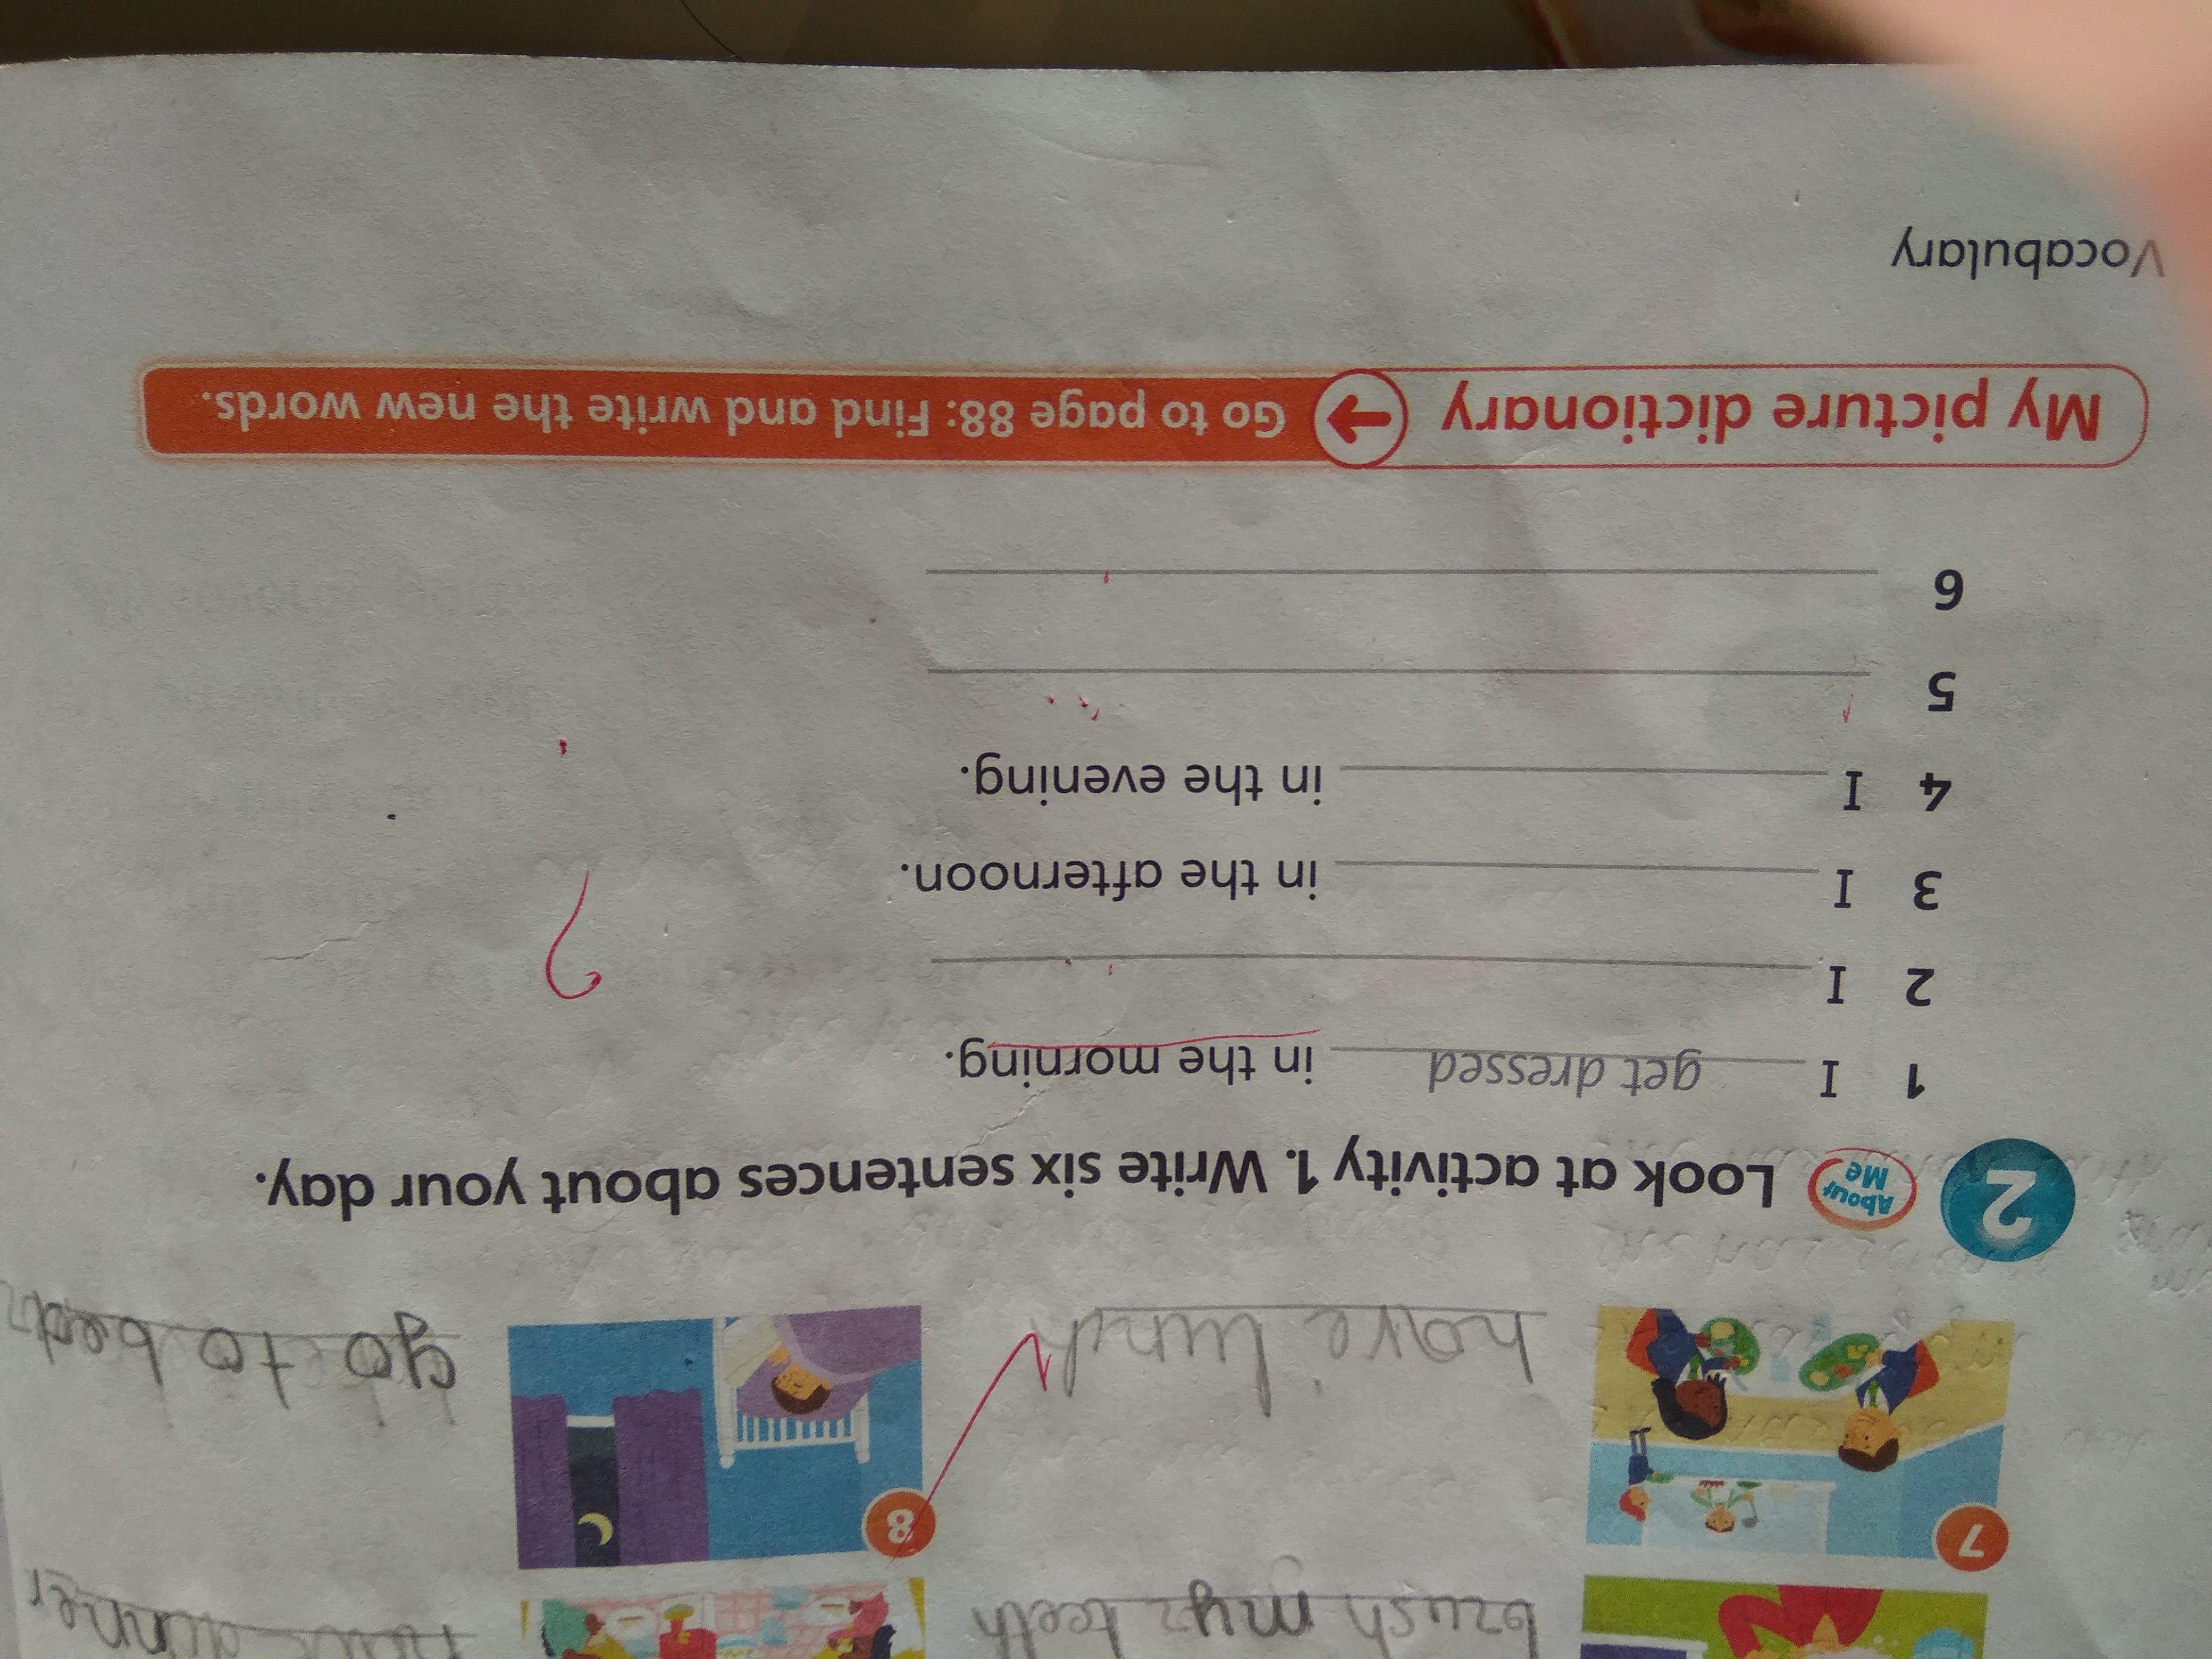 brush my teeth
have dinner
7
have lunch
8
go to bed
2
About Me
Look at activity 1. Write six sentences about your day.
1 I get dressed in the morning.
2 I
3 I in the afternoon.
4 I in the evening.
5
6
?
My picture dictionary → Go to page 88: Find and write the new words.
Vocabulary